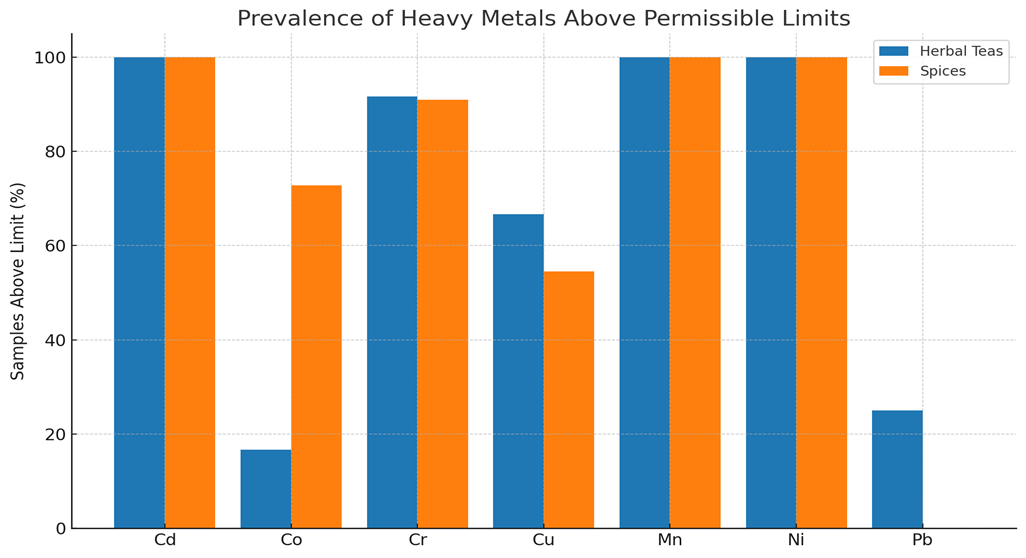 Prevalence of Heavy Metals Above Permissible Limits
Herbal Teas
Spices
Samples Above Limit (%)
100
80
60
40
20
0
Cd Co Cr Cu Mn Ni Pb